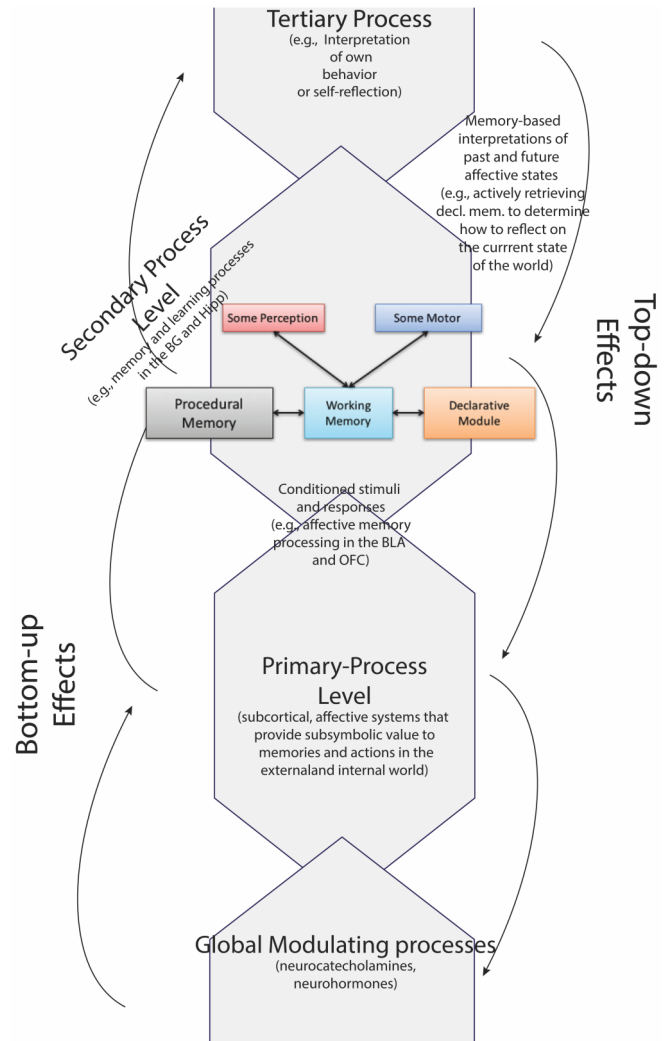 Tertiary Process
(e.g., Interpretation
of own
behavior
or self-reflection)
Memory-based
interpretations of
past and future
affective states
(e.g., actively retrieving
decl. mem. to determine
how to reflect on
the currrent state
of the world)
Secondary Process
Level
(e.g., memory and learning processes
in the BG and Hipp)
Top-down
Effects
Some Perception
Some Motor
Procedural
Memory
Working
Memory
Declarative
Module
Conditioned stimuli
and responses
(e.g., affective memory
processing in the BLA
and OFC)
Bottom-up
Effects
Primary-Process
Level
(subcortical, affective systems that
provide subsymbolic value to
memories and actions in the
externaland internal world)
Global Modulating processes
(neurocatecholamines,
neurohormones)